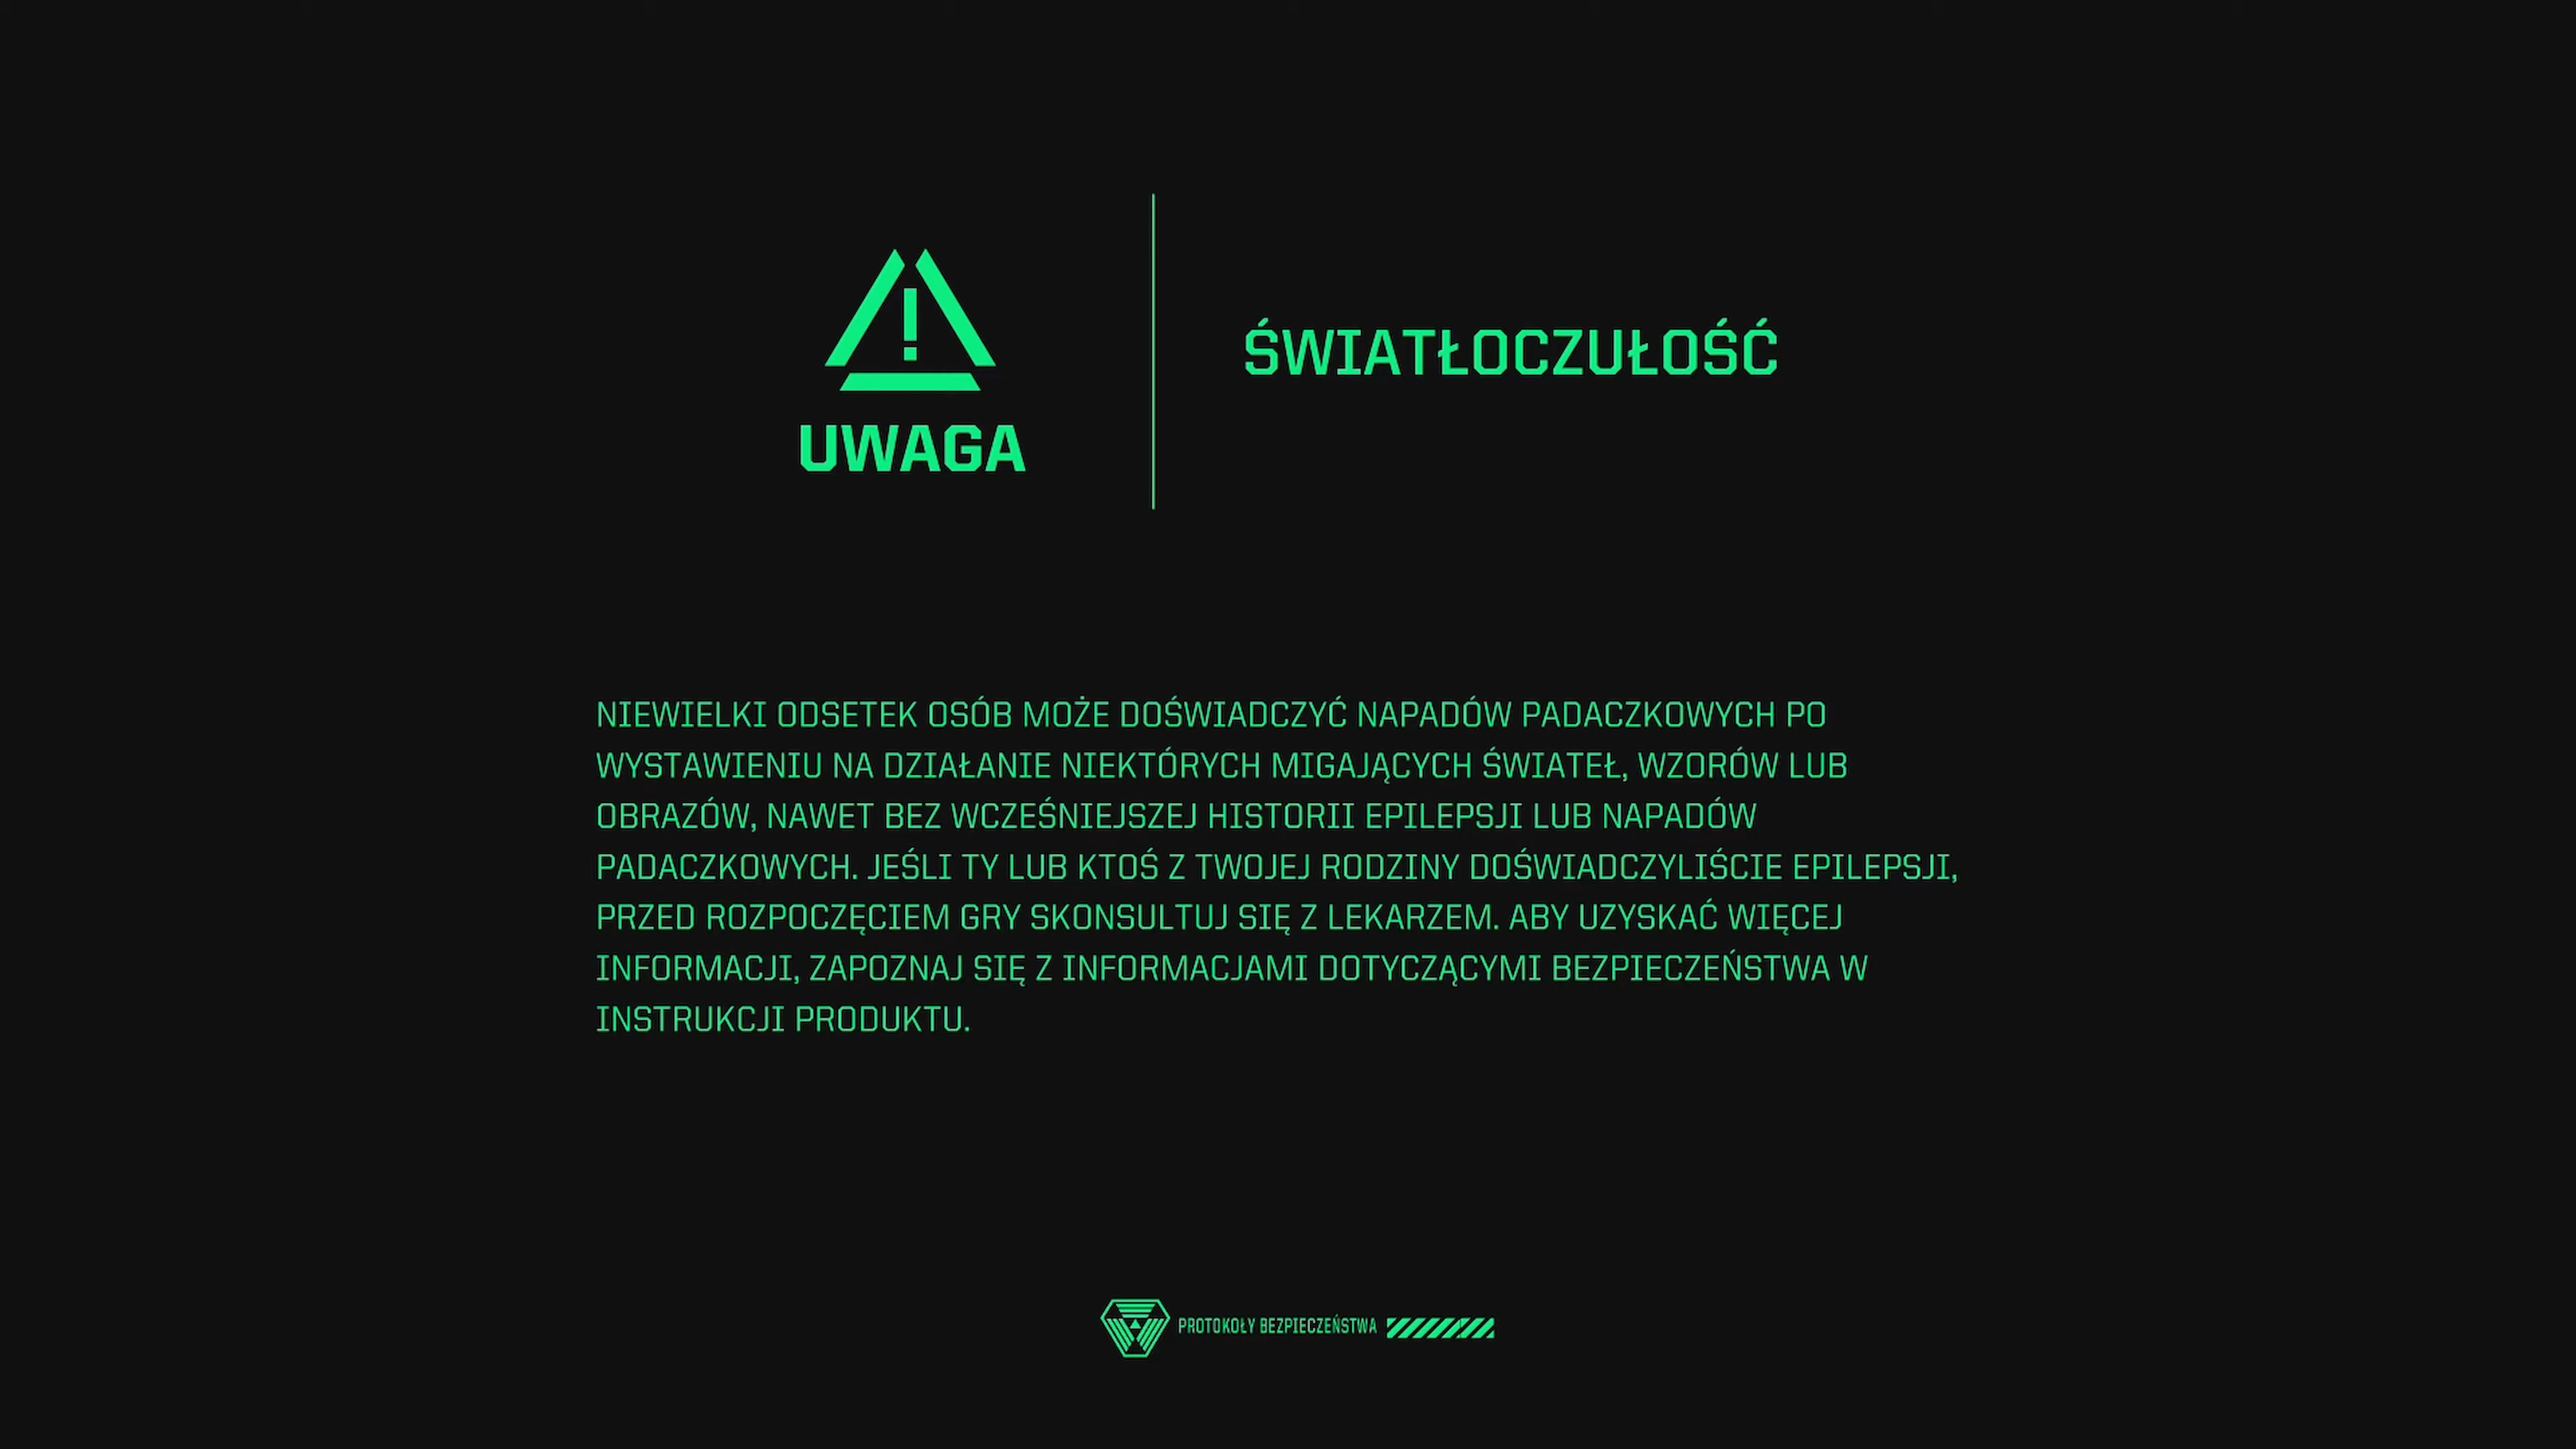 UWAGA
ŚWIATŁOCZUŁOŚĆ
NIEWIELKI ODSETEK OSÓB MOŻE DOŚWIADCZYĆ NAPADÓW PADACZKOWYCH PO
WYSTAWIENIU NA DZIAŁANIE NIEKTÓRYCH MIGAJĄCYCH ŚWIATEŁ, WZORÓW LUB
OBRAZÓW, NAWET BEZ WCZEŚNIEJSZEJ HISTORII EPILEPSJI LUB NAPADÓW
PADACZKOWYCH. JEŚLI TY LUB KTOŚ Z TWOJEJ RODZINY DOŚWIADCZYLIŚCIE EPILEPSJI,
PRZED ROZPOCZĘCIEM GRY SKONSULTUJ SIĘ Z LEKARZEM. ABY UZYSKAĆ WIĘCEJ
INFORMACJI, ZAPOZNAJ SIĘ Z INFORMACJAMI DOTYCZĄCYMI BEZPIECZEŃSTWA W
INSTRUKCJI PRODUKTU.
PROTOKOŁY BEZPIECZEŃSTWA